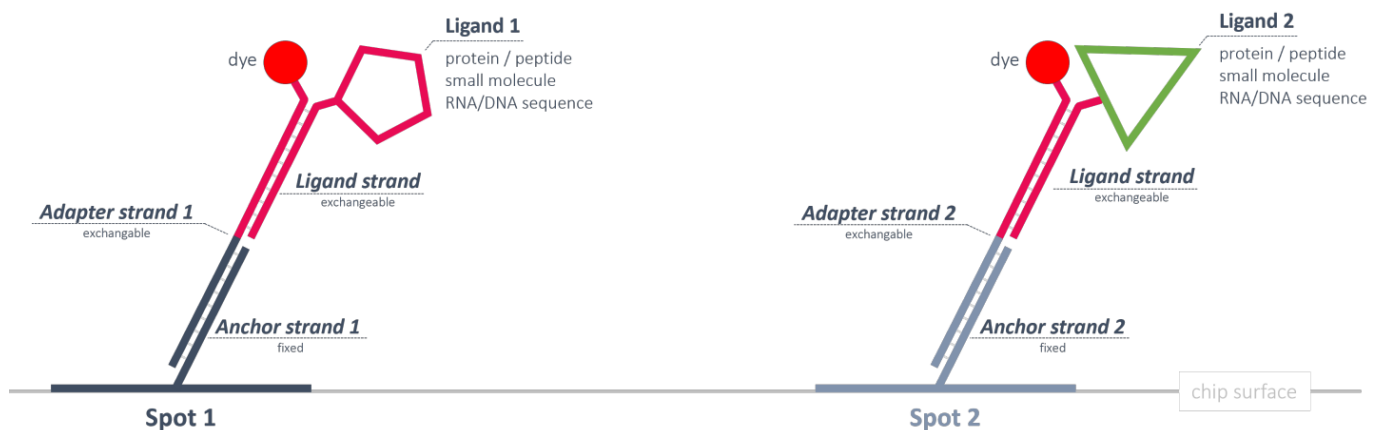 Ligand 1
dye
protein / peptide
small molecule
RNA/DNA sequence
Ligand strand
exchangeable
Adapter strand 1
exchangable
Anchor strand 1
fixed
Spot 1
Ligand 2
dye
protein / peptide
small molecule
RNA/DNA sequence
Ligand strand
exchangeable
Adapter strand 2
exchangable
Anchor strand 2
fixed
chip surface
Spot 2